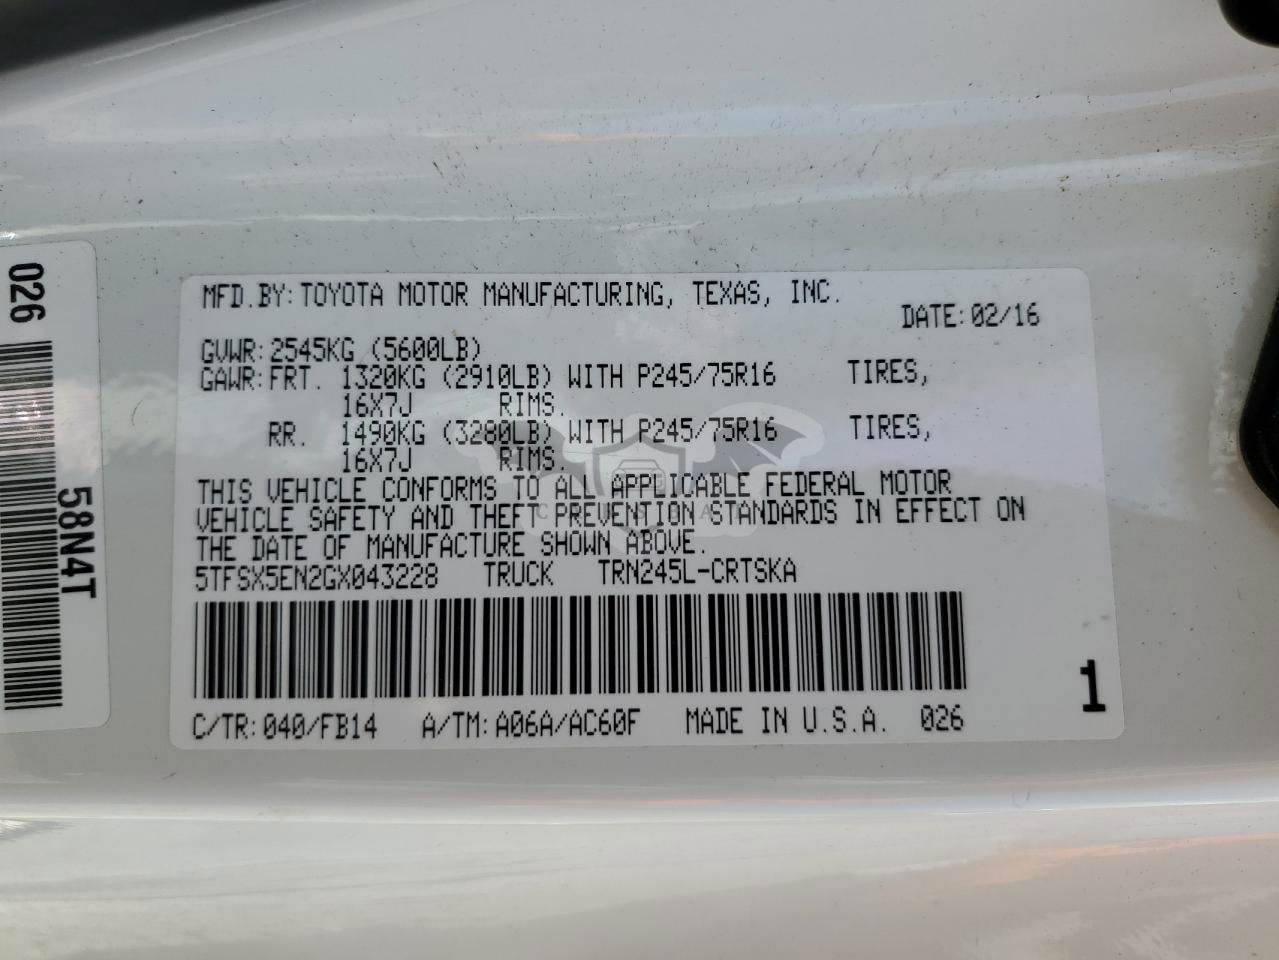 026
58N4T
MFD.BY:TOYOTA MOTOR MANUFACTURING, TEXAS, INC.
DATE:02/16
GVWR:2545KG (5600LB)
GAWR:FRT. 1320KG (2910LB) WITH P245/75R16 TIRES,
16X7J RIMS.
RR. 1490KG (3280LB) WITH P245/75R16 TIRES,
16X7J RIMS.
THIS VEHICLE CONFORMS TO ALL APPLICABLE FEDERAL MOTOR
VEHICLE SAFETY AND THEFT PREVENTION STANDARDS IN EFFECT ON
THE DATE OF MANUFACTURE SHOWN ABOVE.
5TFSX5EN2GX043228 TRUCK TRN245L-CRTSKA
C/TR:040/FB14 A/TM:A06A/AC60F MADE IN U.S.A. 026
1